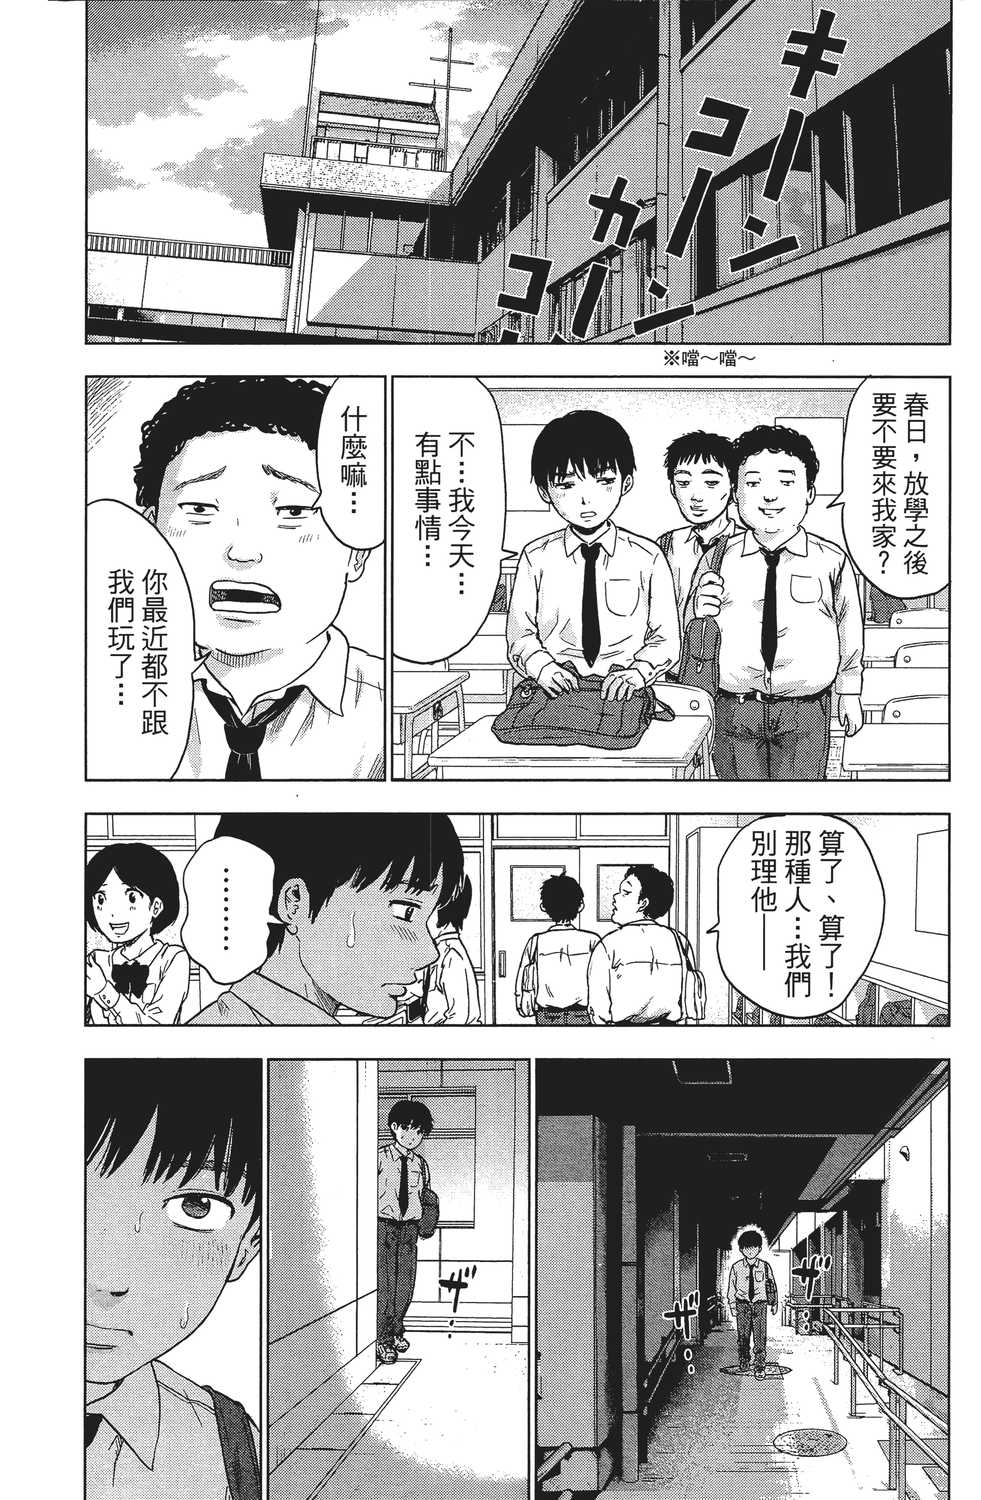 キーンコーンカーンコーン
※噹～噹～
春日，放學之後
要不要來我家？
不…我今天…
有點事情…
什麼嘛…
你最近都不跟
我們玩了…
算了、算了！
那種人…我們
別理他——
………
ザ…
ザ…
ザ…